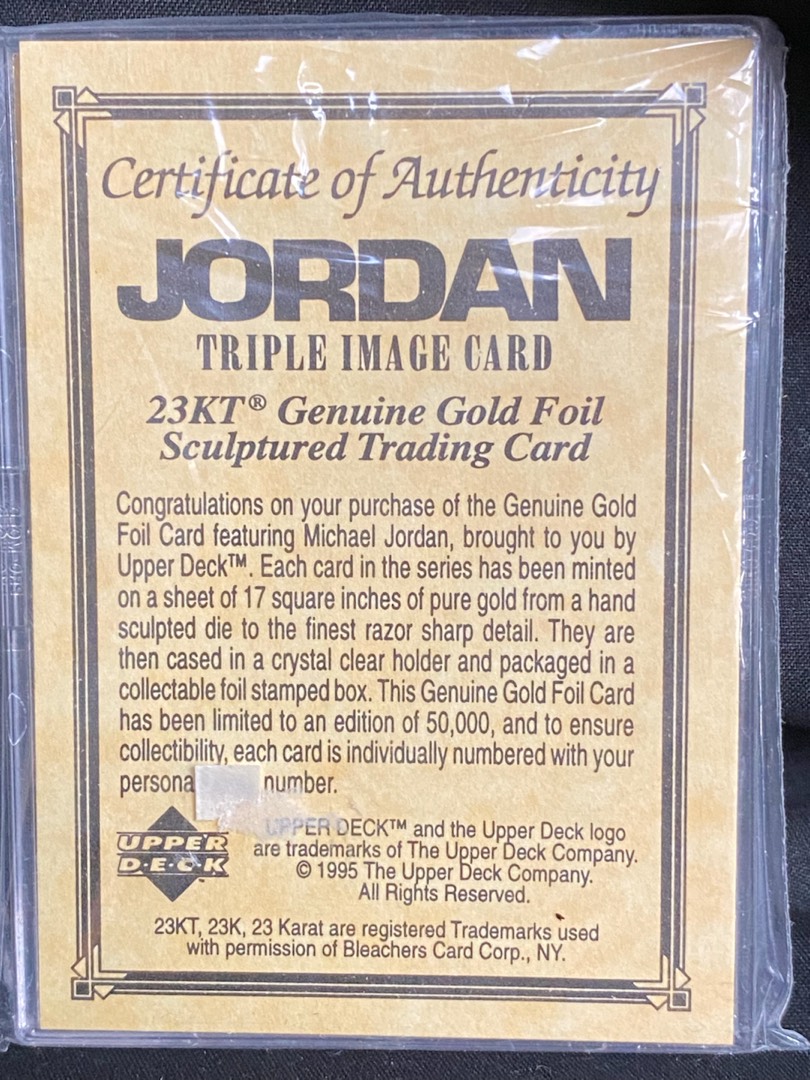 Certificate of Authenticity
JORDAN
TRIPLE IMAGE CARD
23KT® Genuine Gold Foil
Sculptured Trading Card
Congratulations on your purchase of the Genuine Gold
Foil Card featuring Michael Jordan, brought to you by
Upper Deck™. Each card in the series has been minted
on a sheet of 17 square inches of pure gold from a hand
sculpted die to the finest razor sharp detail. They are
then cased in a crystal clear holder and packaged in a
collectable foil stamped box. This Genuine Gold Foil Card
has been limited to an edition of 50,000, and to ensure
collectibility, each card is individually numbered with your
persona number.
UPPER
D·E·C·K
UPPER DECK™ and the Upper Deck logo
are trademarks of The Upper Deck Company.
© 1995 The Upper Deck Company.
All Rights Reserved.
23KT, 23K, 23 Karat are registered Trademarks used
with permission of Bleachers Card Corp., NY.